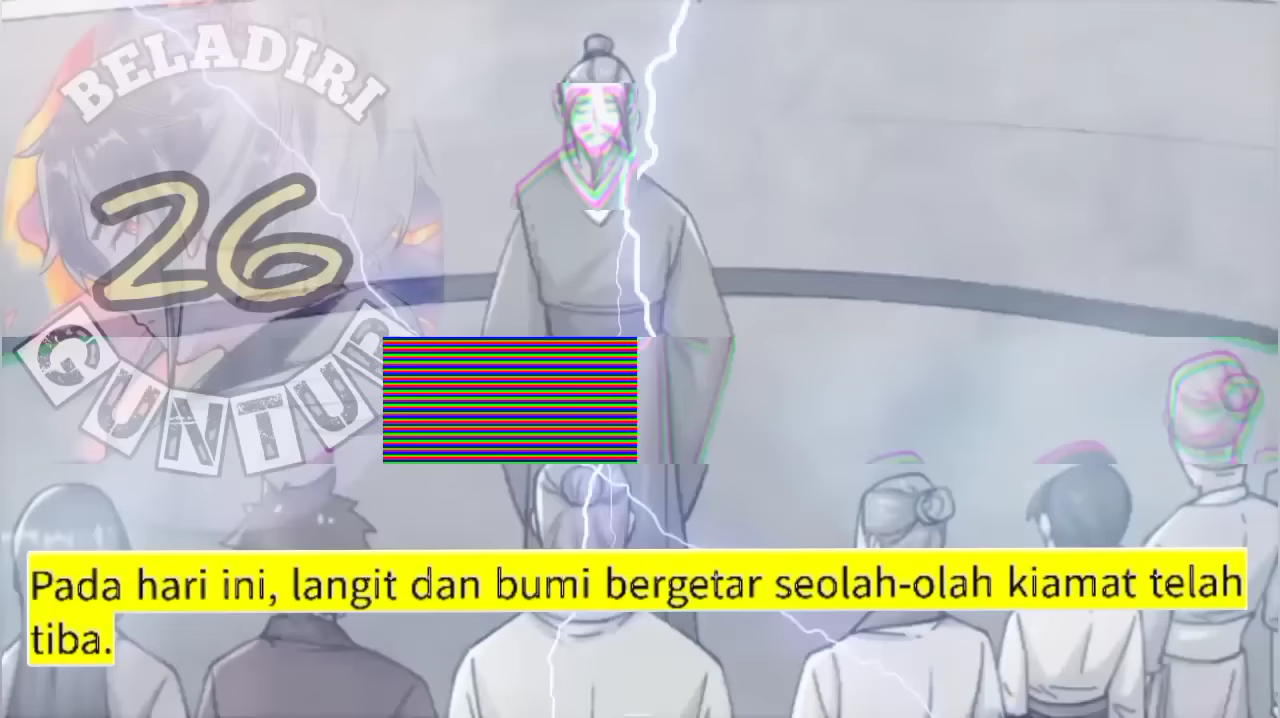 BELADIRI
26
GUNTUR
Pada hari ini, langit dan bumi bergetar seolah-olah kiamat telah
tiba.